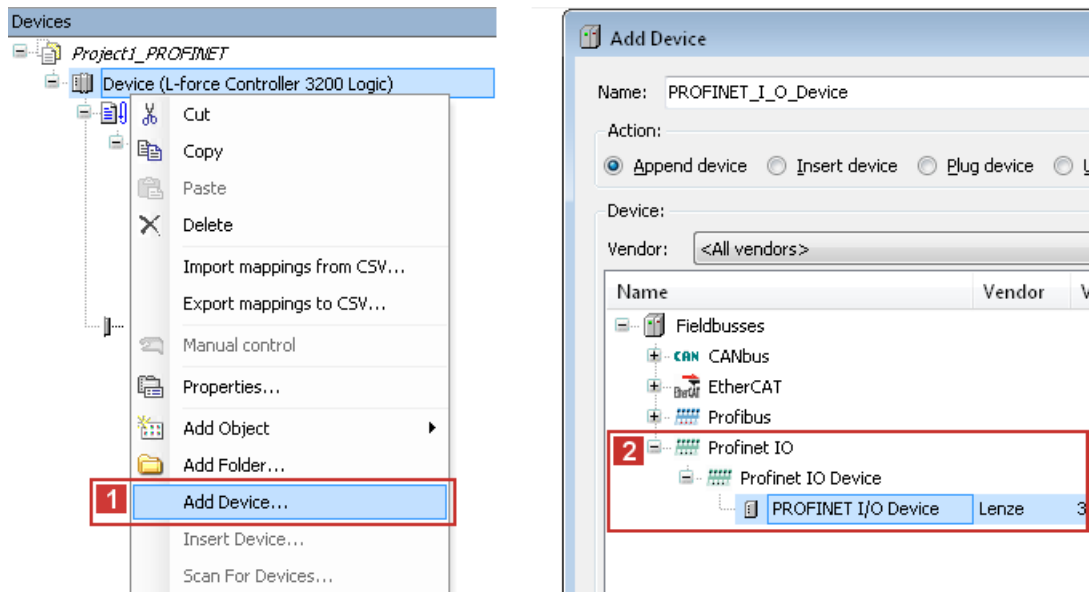 Devices
Project1_PROFINET
Device (L-force Controller 3200 Logic)
Cut
Copy
Paste
Delete
Import mappings from CSV...
Export mappings to CSV...
Manual control
Properties...
Add Object
Add Folder...
1 Add Device...
Insert Device...
Scan For Devices...
Add Device
Name: PROFINET_I_O_Device
Action:
Append device Insert device Plug device U
Device:
Vendor: <All vendors>
Name Vendor V
Fieldbusses
CAN CANbus
EtherCAT EtherCAT
Profibus
2 Profinet IO
Profinet IO Device
PROFINET I/O Device Lenze 3